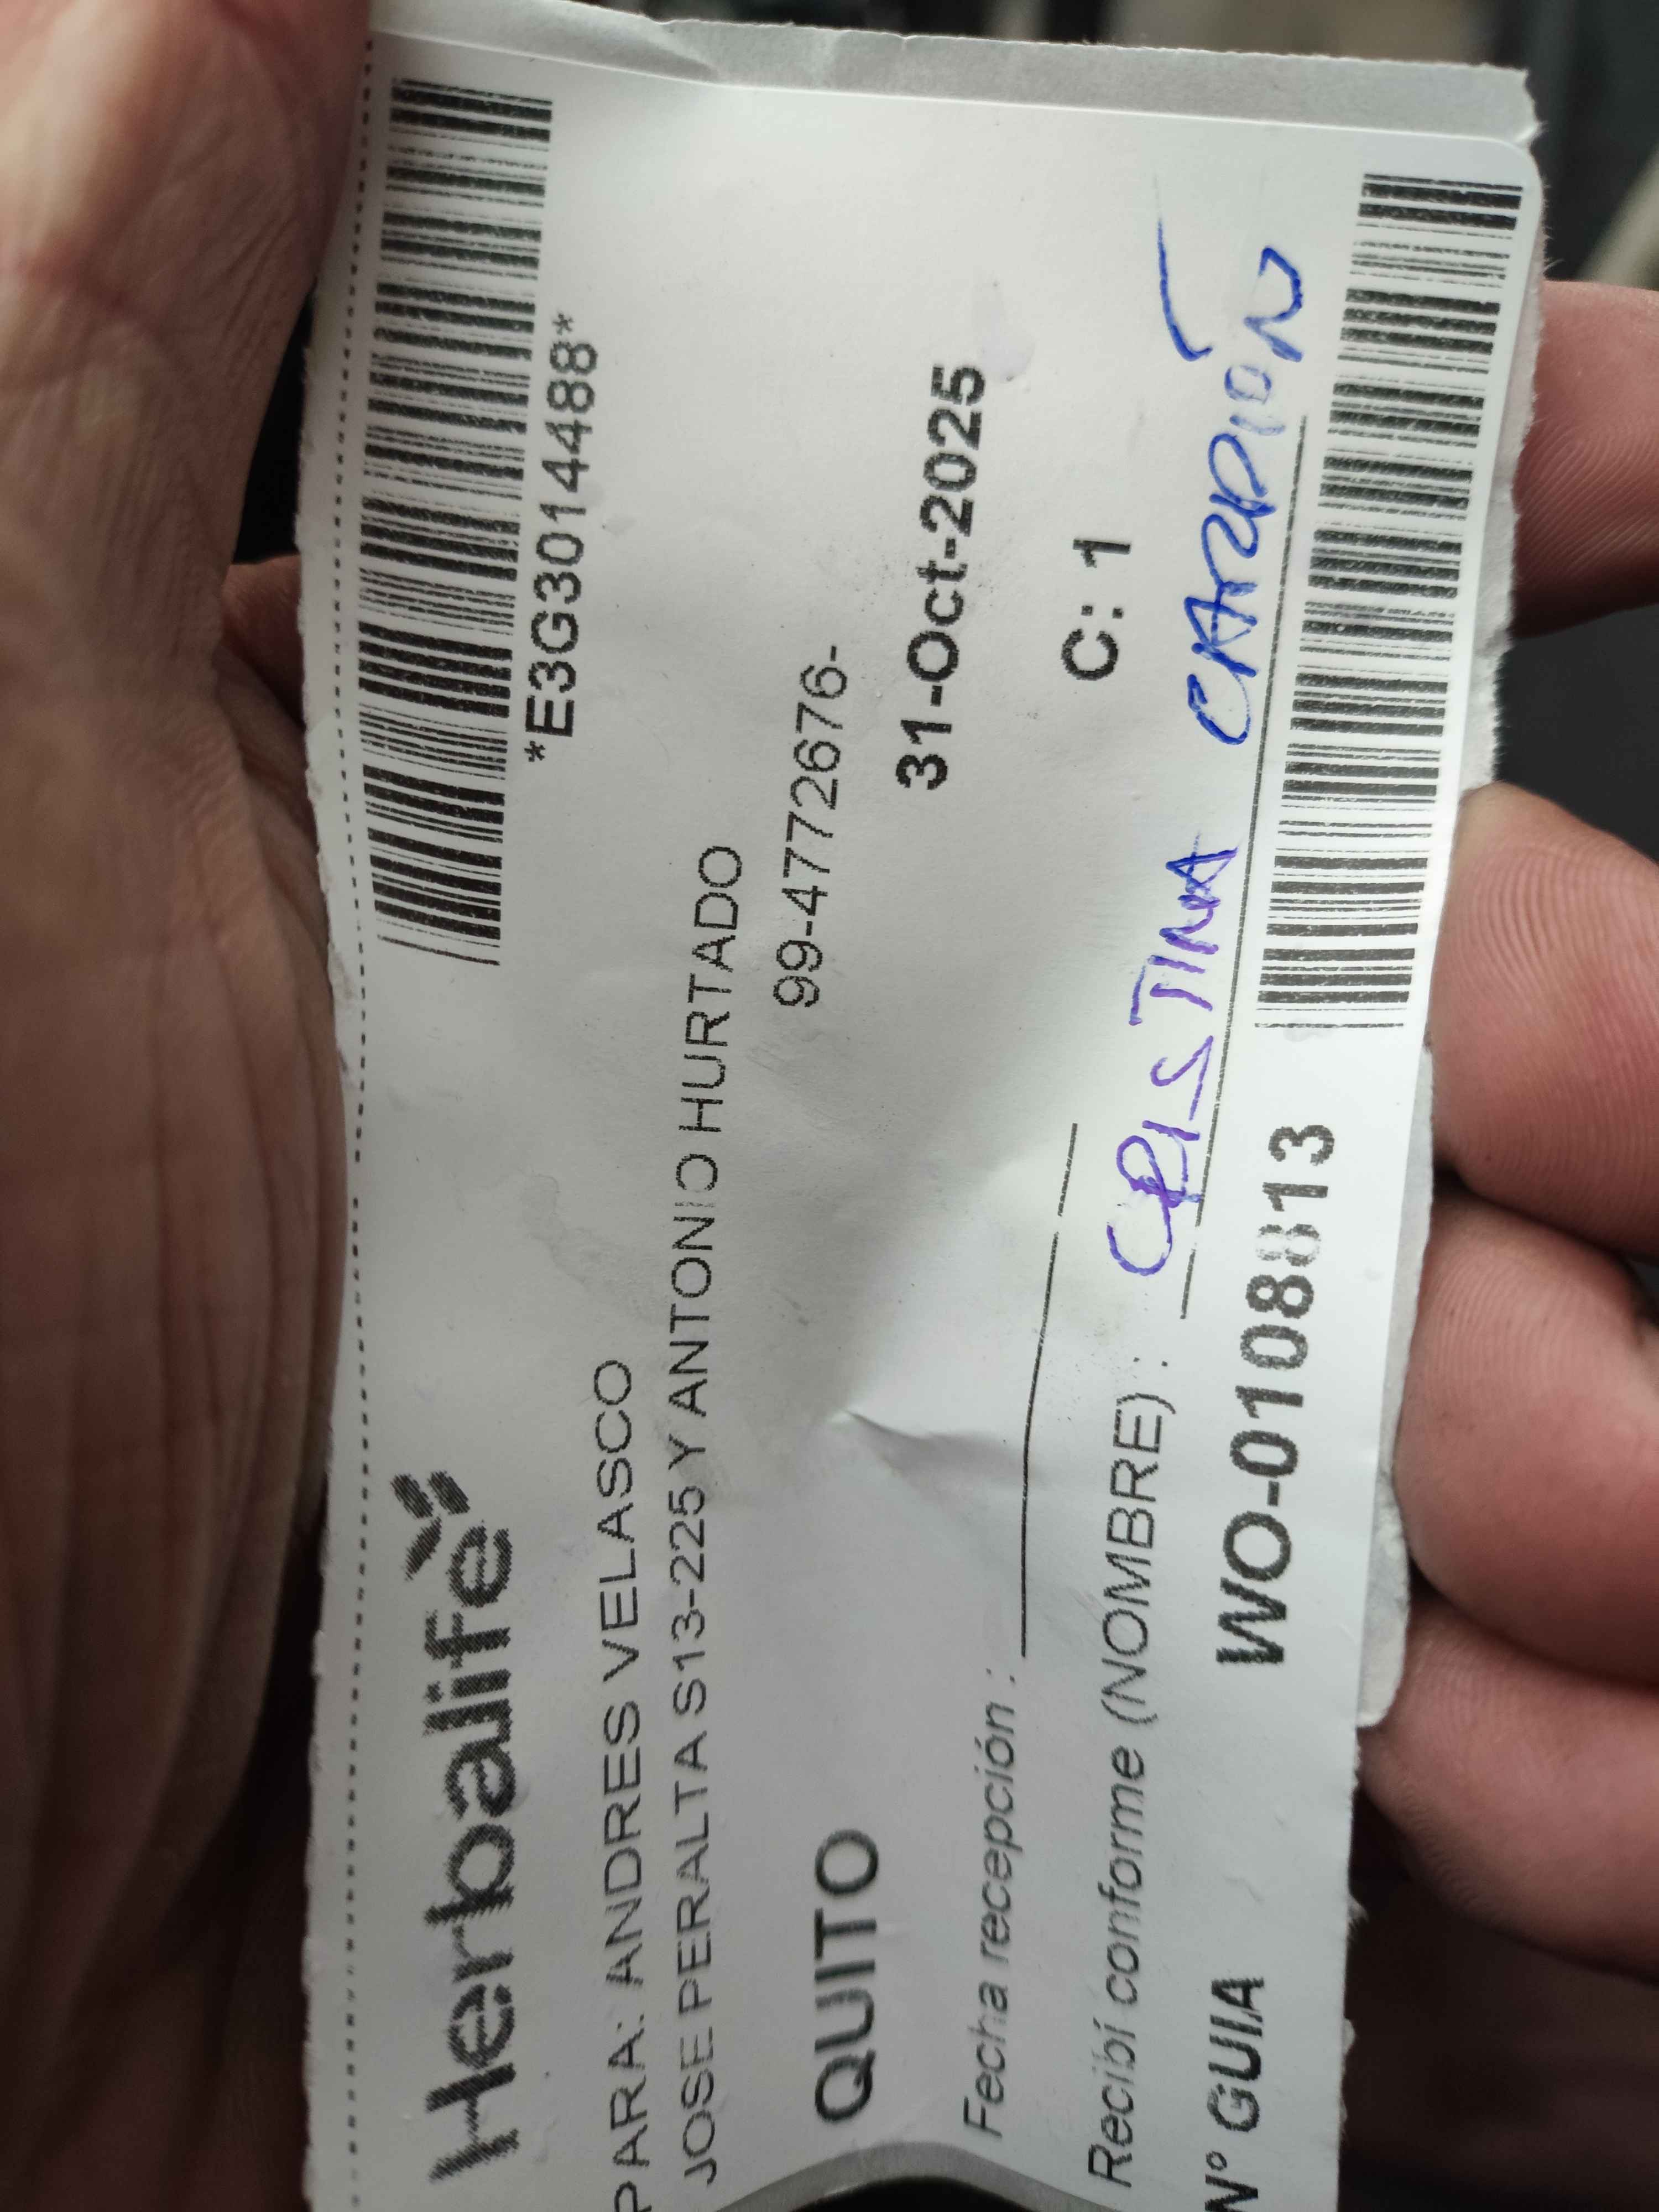 Herbalife
*E3G3014488*
PARA: ANDRES VELASCO
JOSE PERALTA S13-225 Y ANTONIO HURTADO
99-4772676-
QUITO
31-Oct-2025
Fecha recepción :
C: 1
Recibí conforme (NOMBRE) : CRISTINA CARRION
Nº GUIA WO-0108813